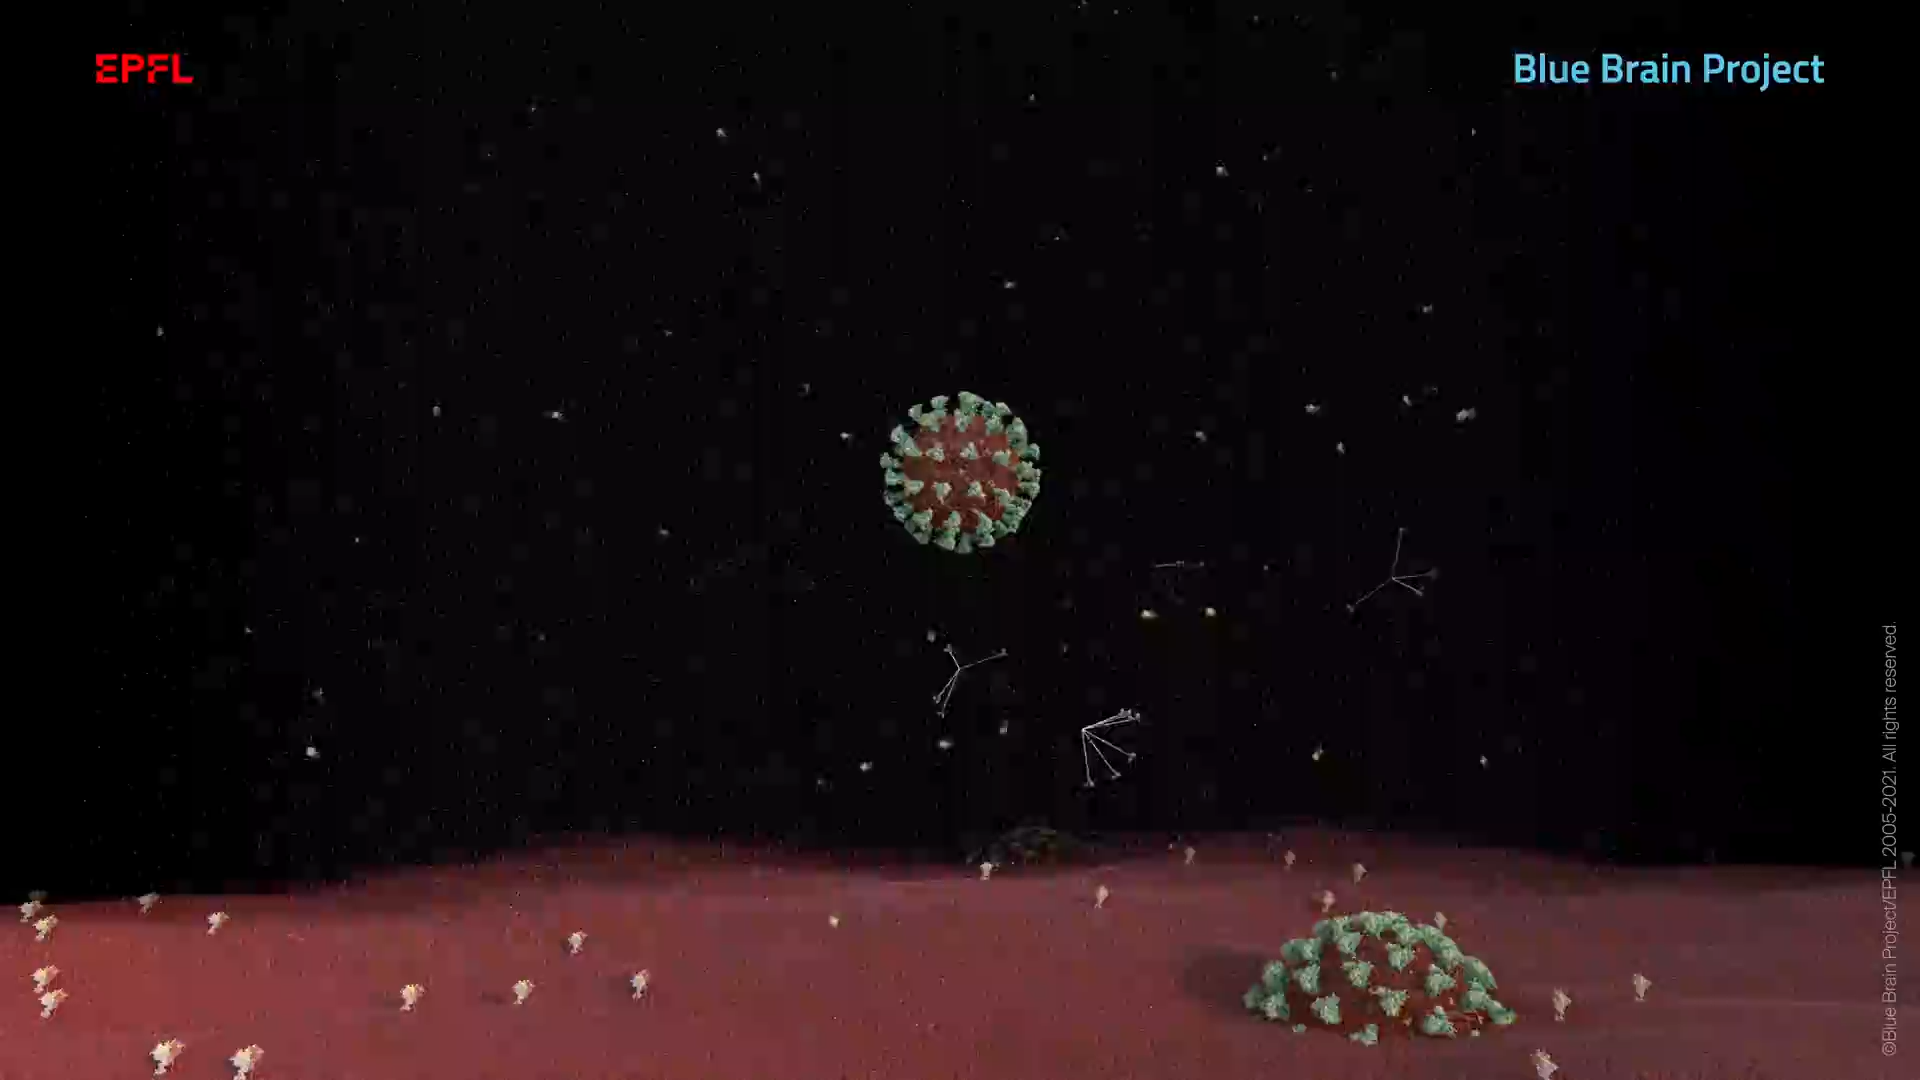 EPFL
Blue Brain Project
©Blue Brain Project/EPFL 2005-2021. All rights reserved.